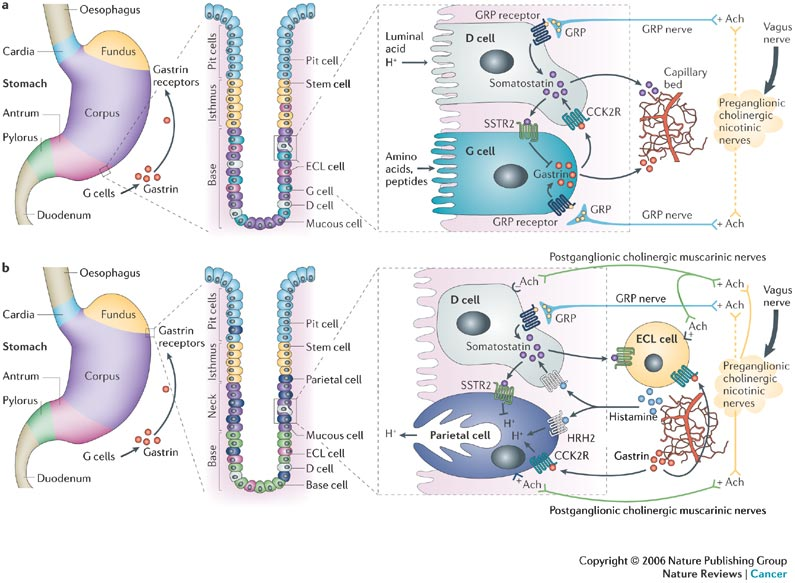 a
Oesophagus
Cardia
Fundus
Stomach
Gastrin
receptors
Antrum
Corpus
Pylorus
G cells
Gastrin
Duodenum
Pit cells
Isthmus
Base
Pit cell
Stem cell
ECL cell
G cell
D cell
Mucous cell
Luminal
acid
H+
GRP receptor
D cell
GRP
GRP nerve
+ Ach
Vagus
nerve
Somatostatin
Capillary
bed
CCK2R
SSTR2
Preganglionic
cholinergic
nicotinic
nerves
G cell
Amino
acids,
peptides
Gastrin
GRP
GRP receptor
GRP nerve
+ Ach
b
Oesophagus
Cardia
Fundus
Stomach
Gastrin
receptors
Antrum
Corpus
Pylorus
G cells
Gastrin
Duodenum
Pit cells
Isthmus
Neck
Base
Pit cell
Stem cell
Parietal cell
Mucous cell
ECL cell
D cell
Base cell
Postganglionic cholinergic muscarinic nerves
Ach
+ Ach
D cell
GRP nerve
GRP
+ Ach
Vagus
nerve
Ach
+
ECL cell
Somatostatin
SSTR2
Preganglionic
cholinergic
nicotinic
nerves
Histamine
H+
H+
Parietal cell
H+
HRH2
CCK2R
Gastrin
+
Ach
+ Ach
Postganglionic cholinergic muscarinic nerves
Copyright © 2006 Nature Publishing Group
Nature Reviews | Cancer